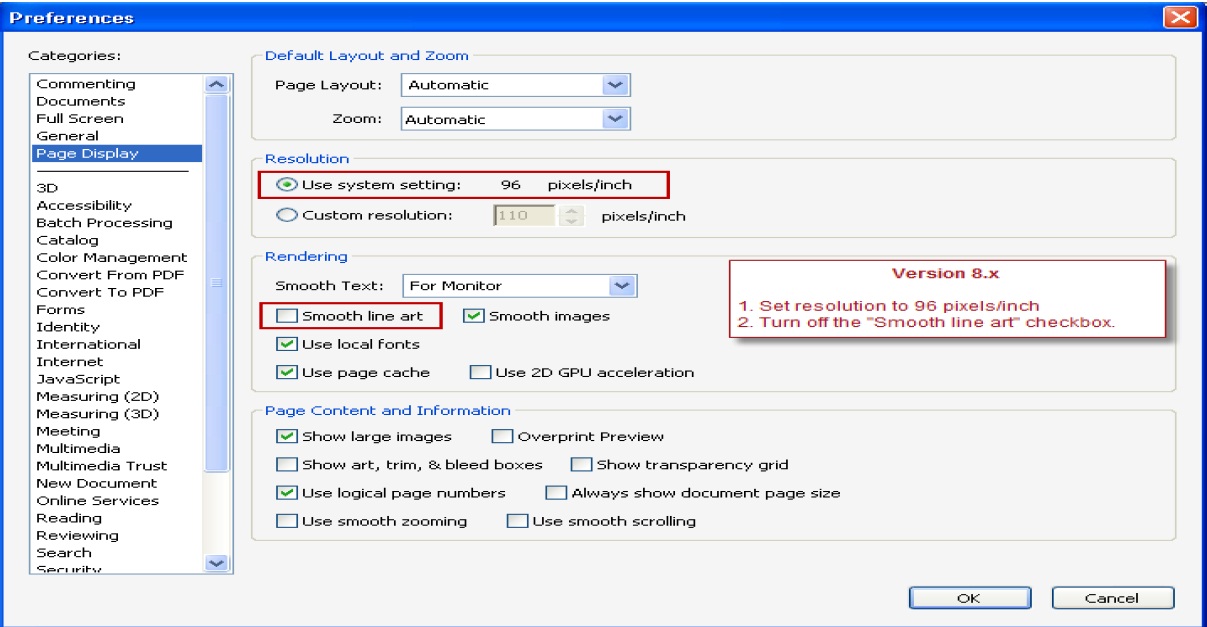 Preferences
Categories:
Commenting
Documents
Full Screen
General
Page Display
3D
Accessibility
Batch Processing
Catalog
Color Management
Convert From PDF
Convert To PDF
Forms
Identity
International
Internet
JavaScript
Measuring (2D)
Measuring (3D)
Meeting
Multimedia
Multimedia Trust
New Document
Online Services
Reading
Reviewing
Search
Security
Default Layout and Zoom
Page Layout: Automatic
Zoom: Automatic
Resolution
Use system setting: 96 pixels/inch
Custom resolution: 110 pixels/inch
Rendering
Smooth Text: For Monitor
Smooth line art Smooth images
Use local fonts
Use page cache Use 2D GPU acceleration
Version 8.x
1. Set resolution to 96 pixels/inch
2. Turn off the "Smooth line art" checkbox.
Page Content and Information
Show large images Overprint Preview
Show art, trim, & bleed boxes Show transparency grid
Use logical page numbers Always show document page size
Use smooth zooming Use smooth scrolling
OK Cancel